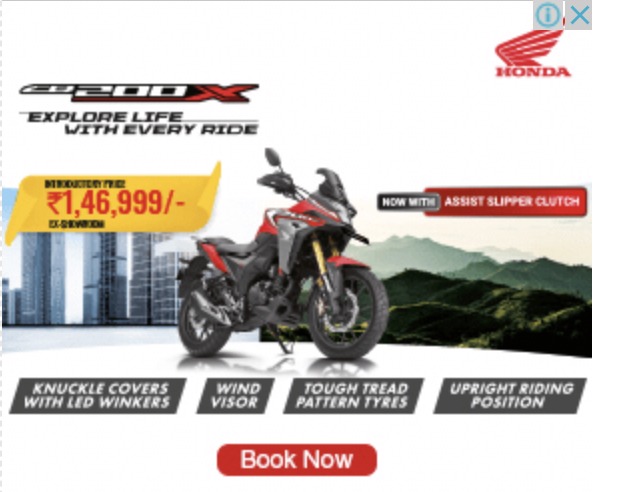 HONDA
CB200X
EXPLORE LIFE
WITH EVERY RIDE
INTRODUCTORY PRICE
₹1,46,999/-
EX-SHOWROOM
NOW WITH ASSIST SLIPPER CLUTCH
KNUCKLE COVERS
WITH LED WINKERS
WIND
VISOR
TOUGH TREAD
PATTERN TYRES
UPRIGHT RIDING
POSITION
Book Now